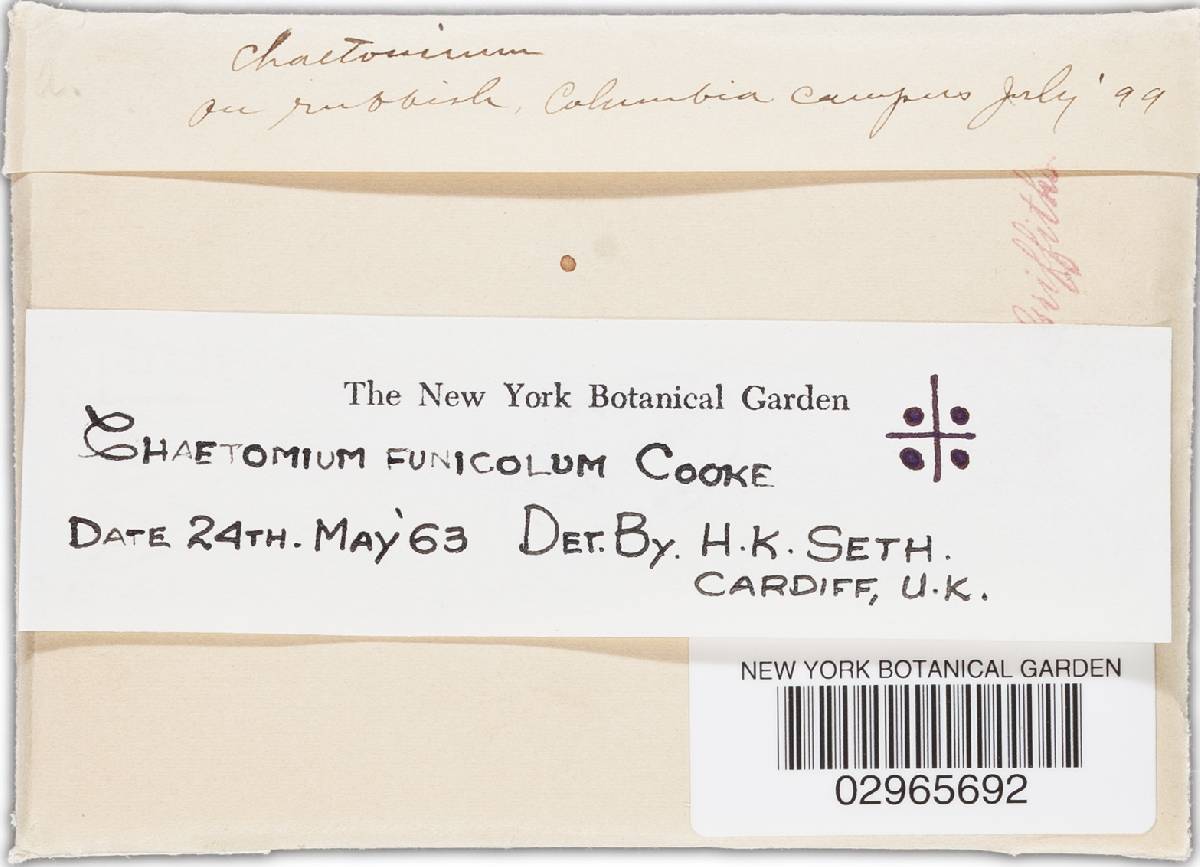 Chaetomium
on rubbish, Columbia campus July '99
Griffiths
The New York Botanical Garden
CHAETOMIUM FUNICOLUM COOKE
DATE 24TH. MAY '63 DET. BY. H.K. SETH.
CARDIFF, U.K.
NEW YORK BOTANICAL GARDEN
02965692